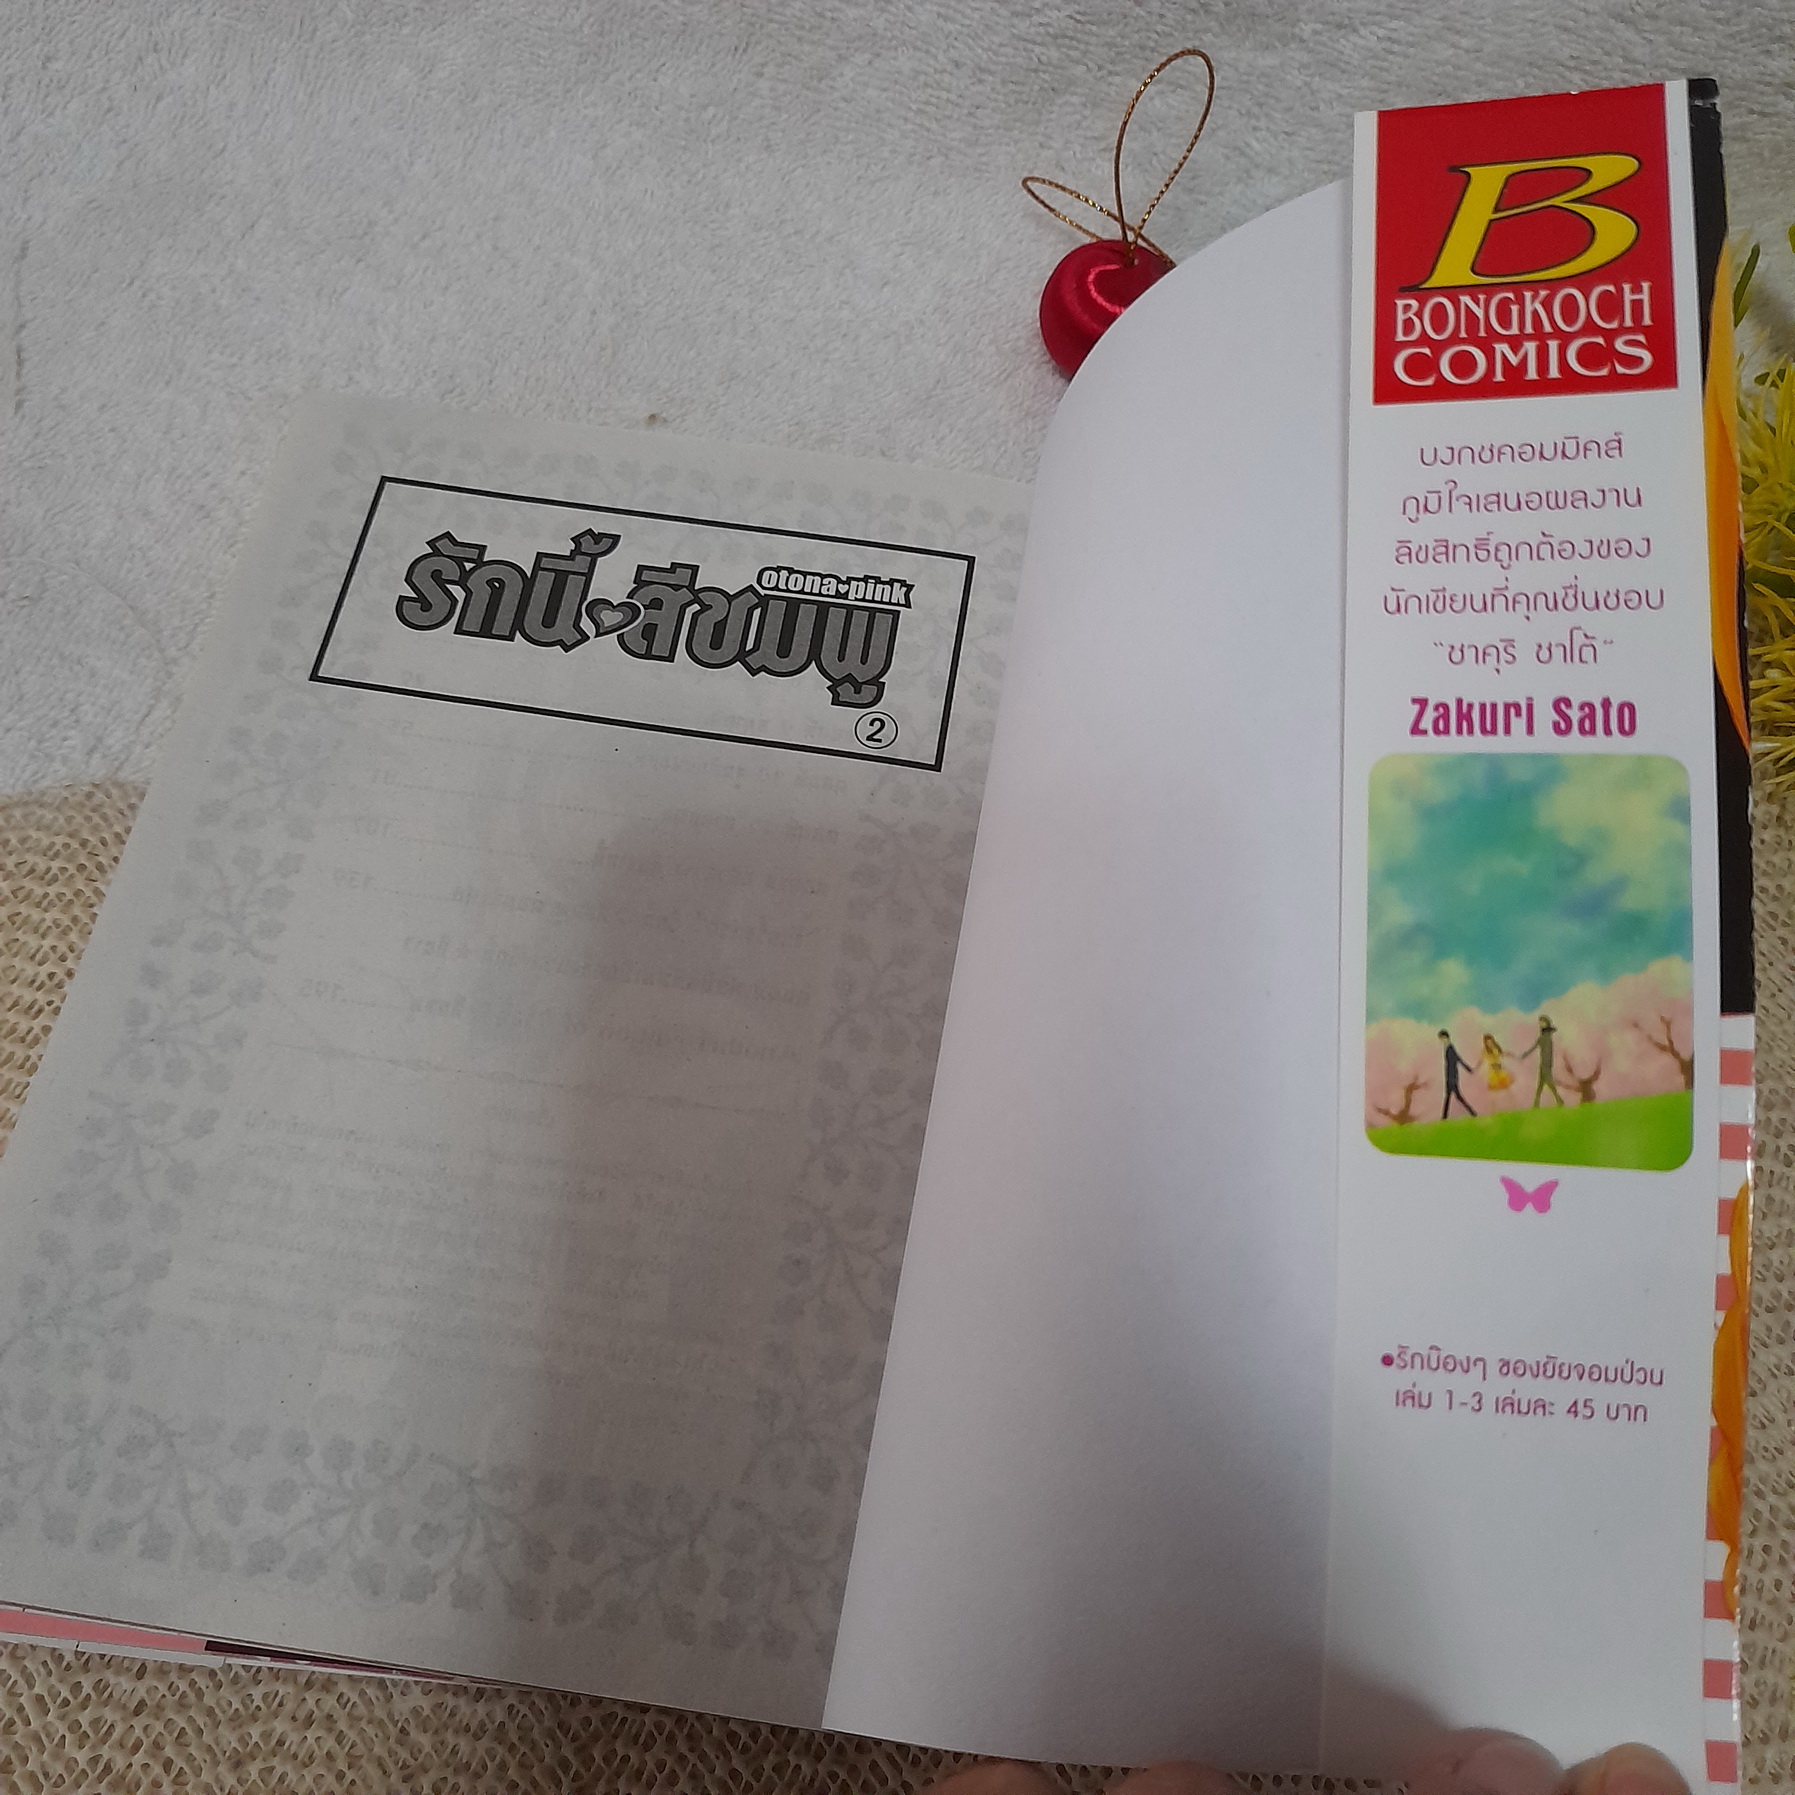 รักนี้สีชมพู
otona♥pink
2
B
BONGKOCH
COMICS
บงกชคอมมิคส์
ภูมิใจเสนอผลงาน
ลิขสิทธิ์ถูกต้องของ
นักเขียนที่คุณชื่นชอบ
"ซาคุริ ซาโต้"
Zakuri Sato
●รักบ๊องๆ ของยัยจอมป่วน
เล่ม 1-3 เล่มละ 45 บาท